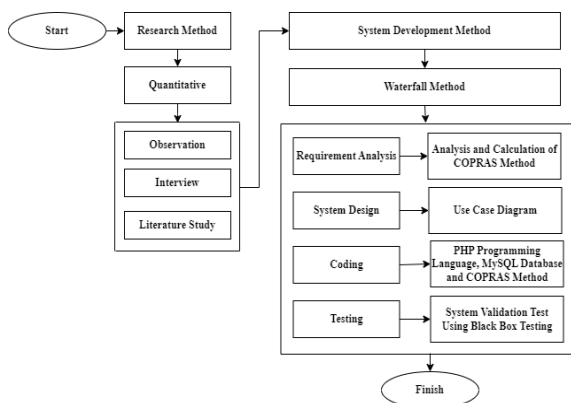 Start
Research Method
Quantitative
Observation
Interview
Literature Study
System Development Method
Waterfall Method
Requirement Analysis
Analysis and Calculation of
COPRAS Method
System Design
Use Case Diagram
Coding
PHP Programming
Language, MySQL Database
and COPRAS Method
Testing
System Validation Test
Using Black Box Testing
Finish